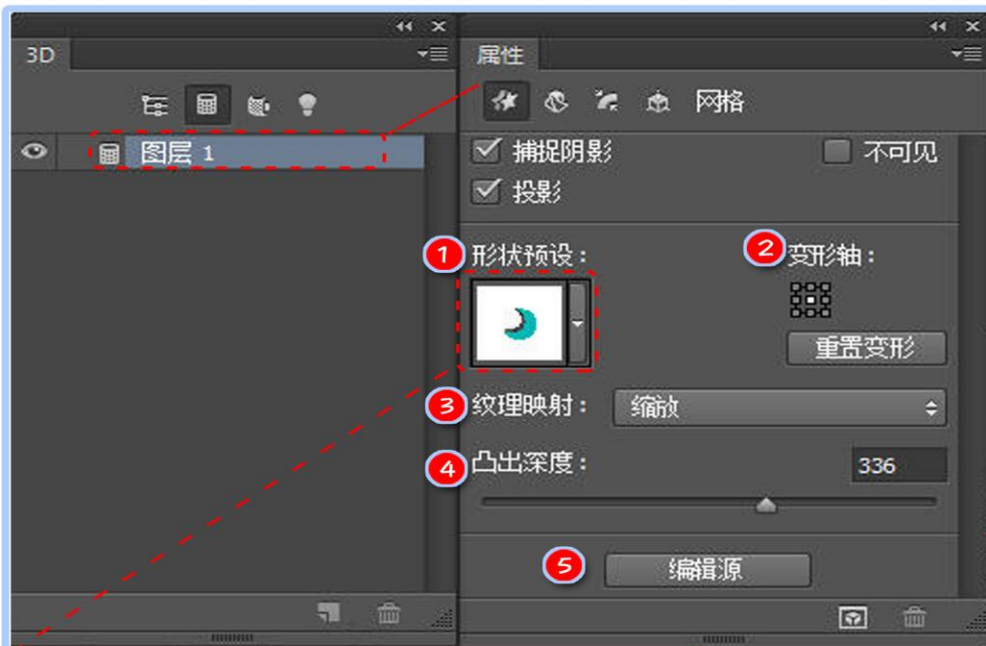 3D
图层 1
属性
网格
捕捉阴影
不可见
投影
1
形状预设：
2
变形轴：
重置变形
3
纹理映射：
缩放
4
凸出深度：
336
5
编辑源